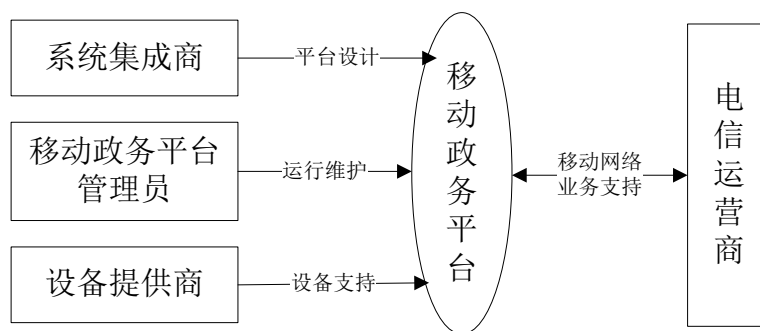 系统集成商
平台设计
移动政务平台
管理员
运行维护
设备提供商
设备支持
移动政务平台
移动网络
业务支持
电信运营商